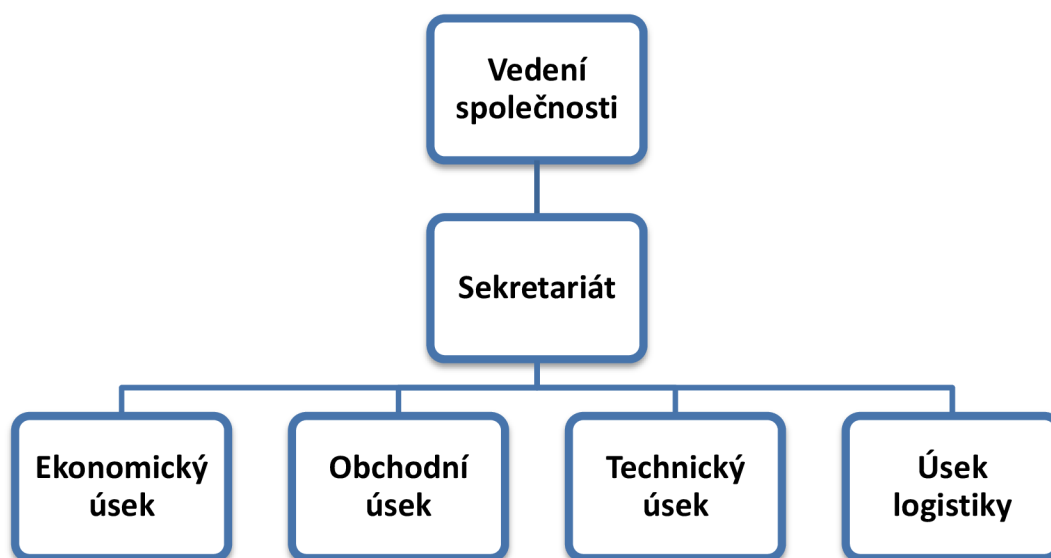 Vedení
společnosti
Sekretariát
Ekonomický
úsek
Obchodní
úsek
Technický
úsek
Úsek
logistiky